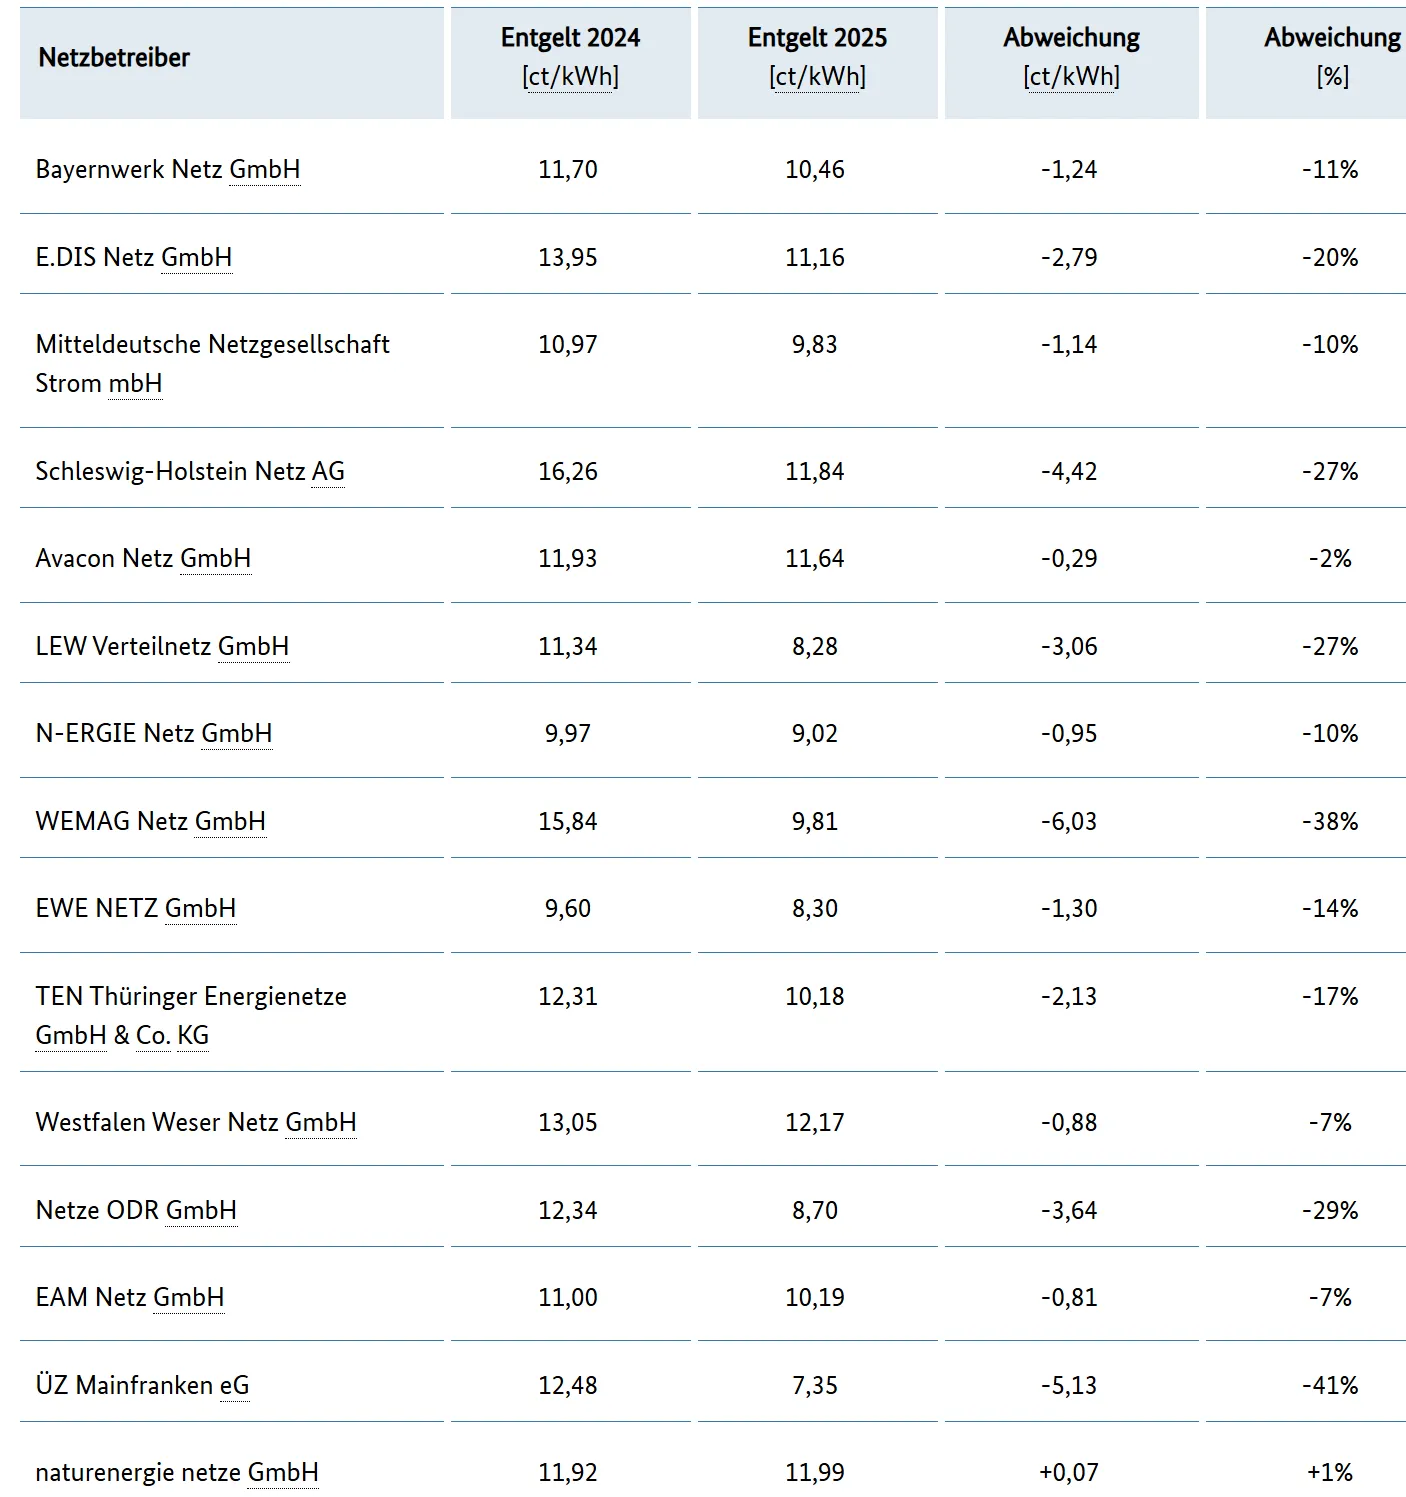 Netzbetreiber Entgelt 2024 [ct/kWh] Entgelt 2025 [ct/kWh] Abweichung [ct/kWh] Abweichung [%]
Bayernwerk Netz GmbH 11,70 10,46 -1,24 -11%
E.DIS Netz GmbH 13,95 11,16 -2,79 -20%
Mitteldeutsche Netzgesellschaft 10,97 9,83 -1,14 -10%
Strom mbH
Schleswig-Holstein Netz AG 16,26 11,84 -4,42 -27%
Avacon Netz GmbH 11,93 11,64 -0,29 -2%
LEW Verteilnetz GmbH 11,34 8,28 -3,06 -27%
N-ERGIE Netz GmbH 9,97 9,02 -0,95 -10%
WEMAG Netz GmbH 15,84 9,81 -6,03 -38%
EWE NETZ GmbH 9,60 8,30 -1,30 -14%
TEN Thüringer Energienetze 12,31 10,18 -2,13 -17%
GmbH & Co. KG
Westfalen Weser Netz GmbH 13,05 12,17 -0,88 -7%
Netze ODR GmbH 12,34 8,70 -3,64 -29%
EAM Netz GmbH 11,00 10,19 -0,81 -7%
ÜZ Mainfranken eG 12,48 7,35 -5,13 -41%
naturenergie netze GmbH 11,92 11,99 +0,07 +1%